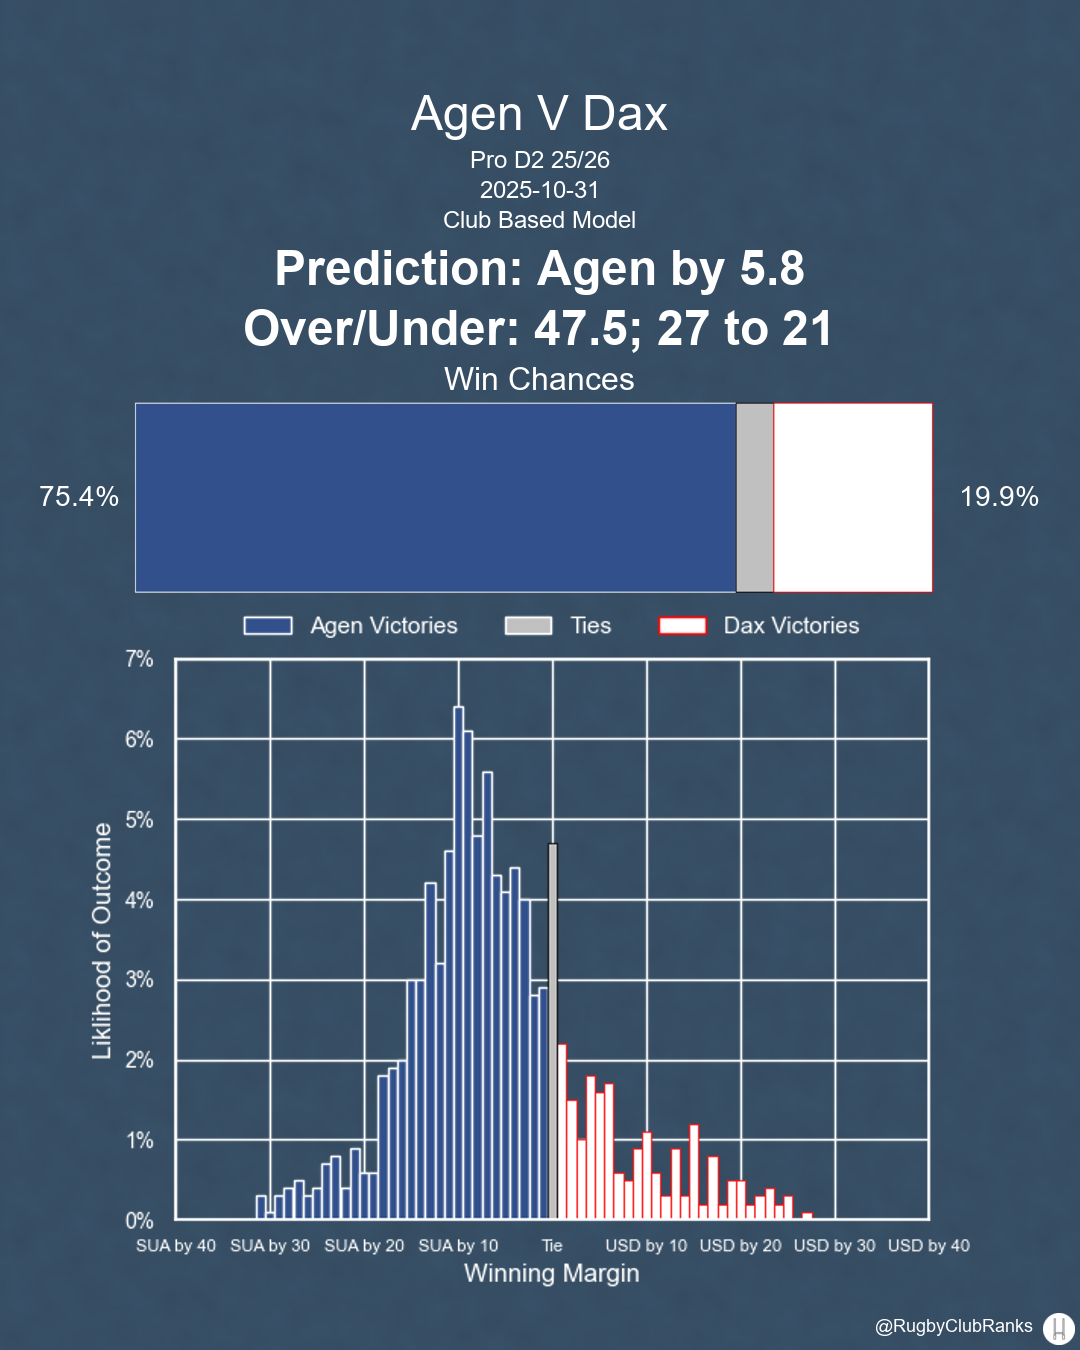 Agen V Dax
Pro D2 25/26
2025-10-31
Club Based Model
Prediction: Agen by 5.8
Over/Under: 47.5; 27 to 21
Win Chances
75.4%
19.9%
Agen Victories
Ties
Dax Victories
7%
6%
5%
4%
3%
2%
1%
0%
Liklihood of Outcome
SUA by 40 SUA by 30 SUA by 20 SUA by 10 Tie USD by 10 USD by 20 USD by 30 USD by 40
Winning Margin
@RugbyClubRanks